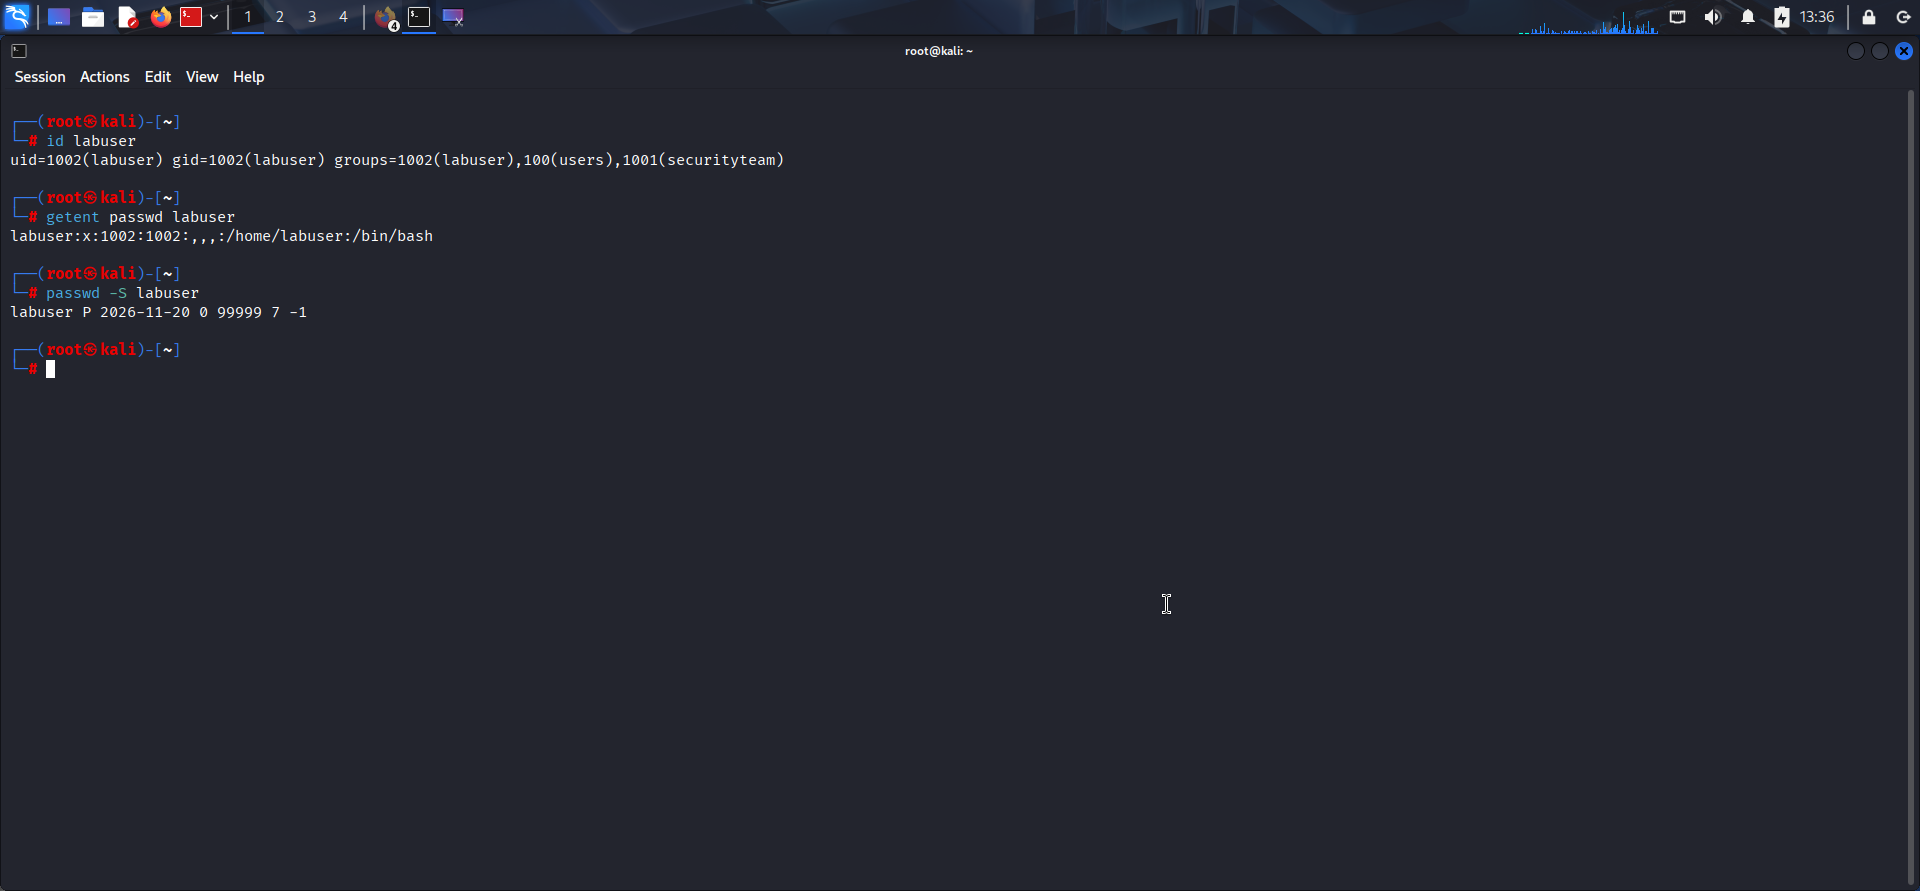 1 2 3 4 4 13:36
root@kali: ~
Session Actions Edit View Help
┌──(root㉿kali)-[~]
└─# id labuser
uid=1002(labuser) gid=1002(labuser) groups=1002(labuser),100(users),1001(securityteam)
┌──(root㉿kali)-[~]
└─# getent passwd labuser
labuser:x:1002:1002:,,,:/home/labuser:/bin/bash
┌──(root㉿kali)-[~]
└─# passwd -S labuser
labuser P 2026-11-20 0 99999 7 -1
┌──(root㉿kali)-[~]
└─#